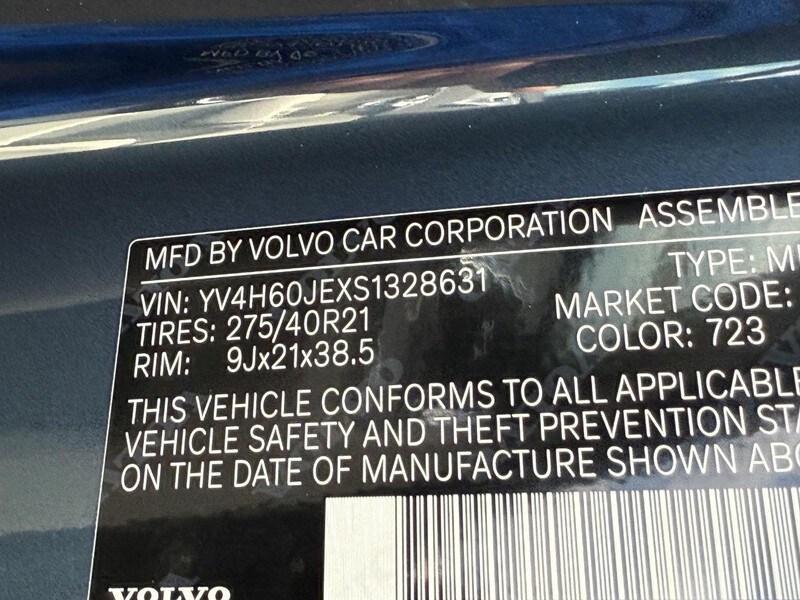 MFD BY VOLVO CAR CORPORATION ASSEMBLE
VIN: YV4H60JEXS1328631
TYPE:
TIRES: 275/40R21
MARKET CODE:
RIM: 9Jx21x38.5
COLOR: 723
THIS VEHICLE CONFORMS TO ALL APPLICABLE
VEHICLE SAFETY AND THEFT PREVENTION STA
ON THE DATE OF MANUFACTURE SHOWN ABO
VOLVO